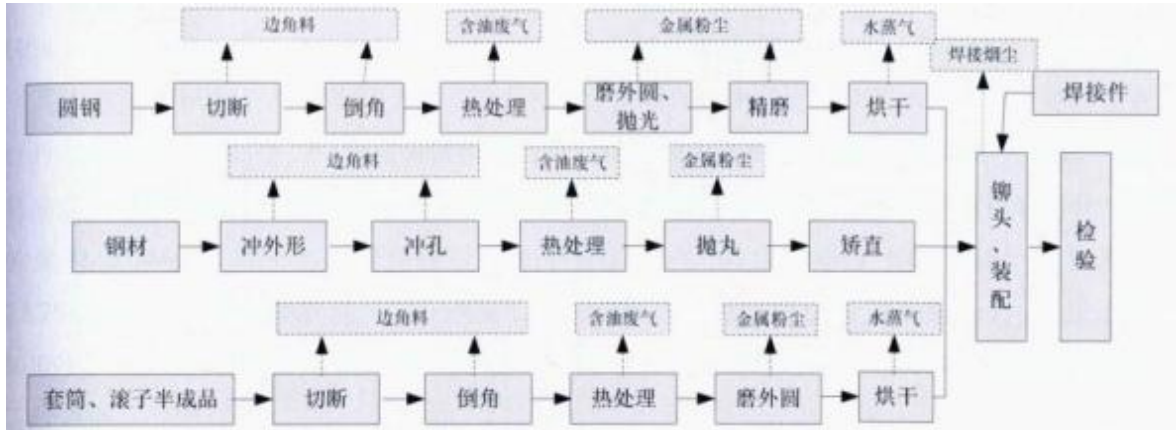 边角料 含油废气 金属粉尘 水蒸气
焊接烟尘
圆钢 切断 倒角 热处理 磨外圆、 精磨 烘干 焊接件
抛光
边角料 含油废气 金属粉尘
钢材 冲外形 冲孔 热处理 抛丸 矫直
铆
头
、
装
配
检
验
边角料 含油废气 金属粉尘 水蒸气
套筒、滚子半成品 切断 倒角 热处理 磨外圆 烘干